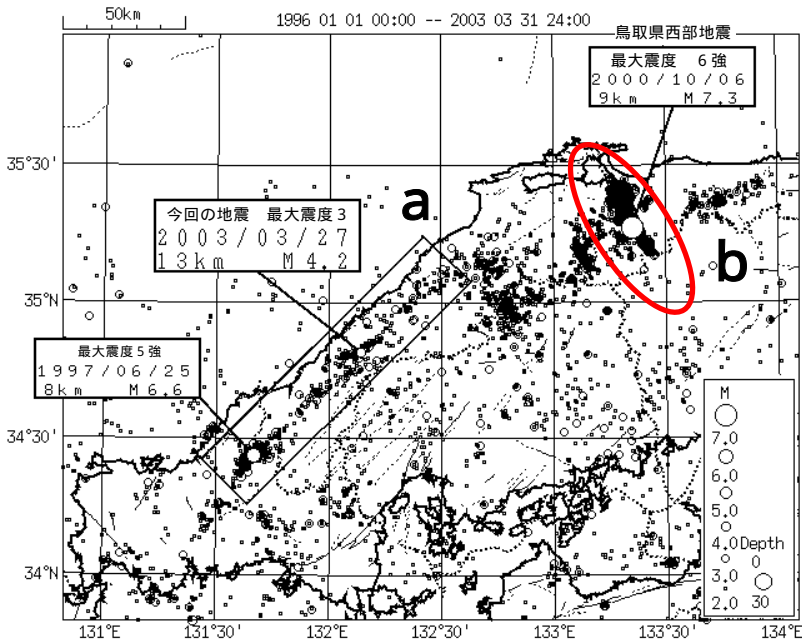 50km
1996 01 01 00:00 -- 2003 03 31 24:00
鳥取県西部地震
最大震度 6強
2000/10/06
9km M7.3
35°30'
a
今回の地震 最大震度3
2003/03/27
13km M4.2
b
35°N
最大震度5強
1997/06/25
8km M6.6
M
7.0
34°30'
6.0
5.0
4.0 Depth
0
34°N
3.0
2.0 30
131°E 131°30' 132°E 132°30' 133°E 133°30' 134°E